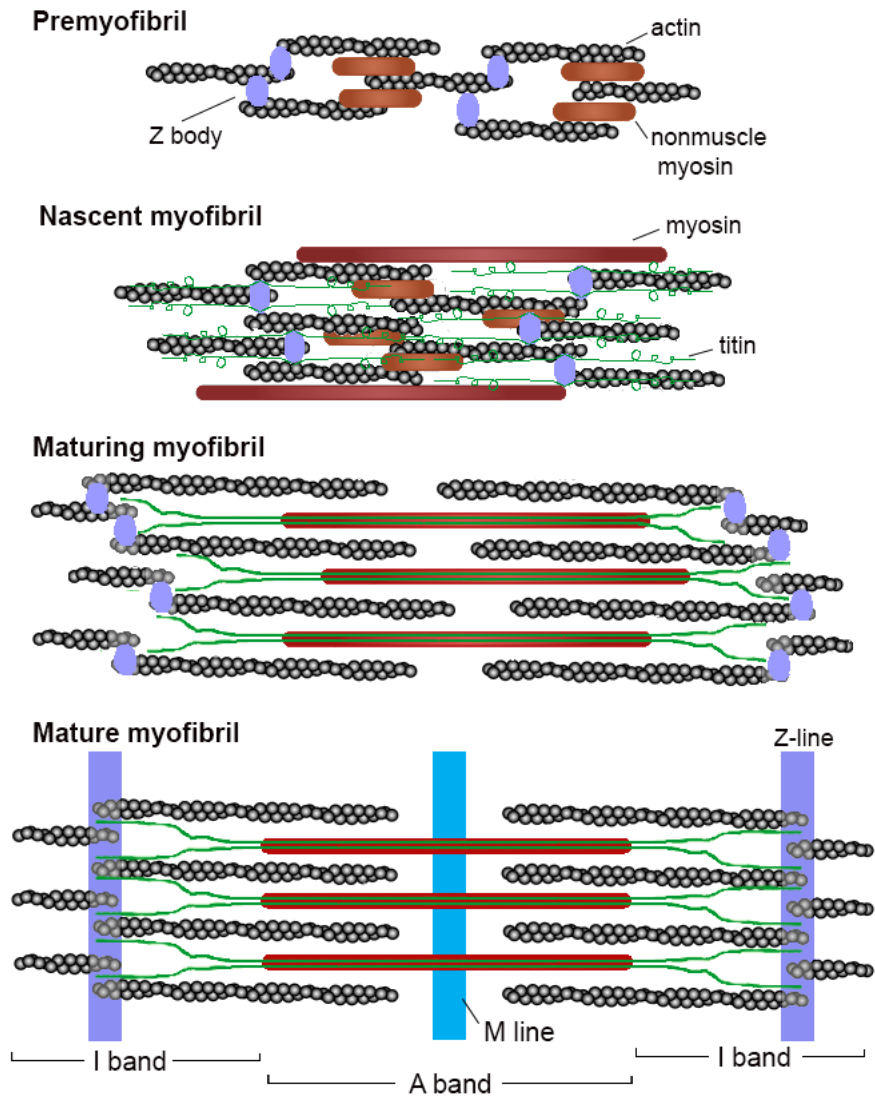 Premyofibril
actin
Z body
nonmuscle
myosin
Nascent myofibril
myosin
titin
Maturing myofibril
Mature myofibril
Z-line
M line
I band
I band
A band